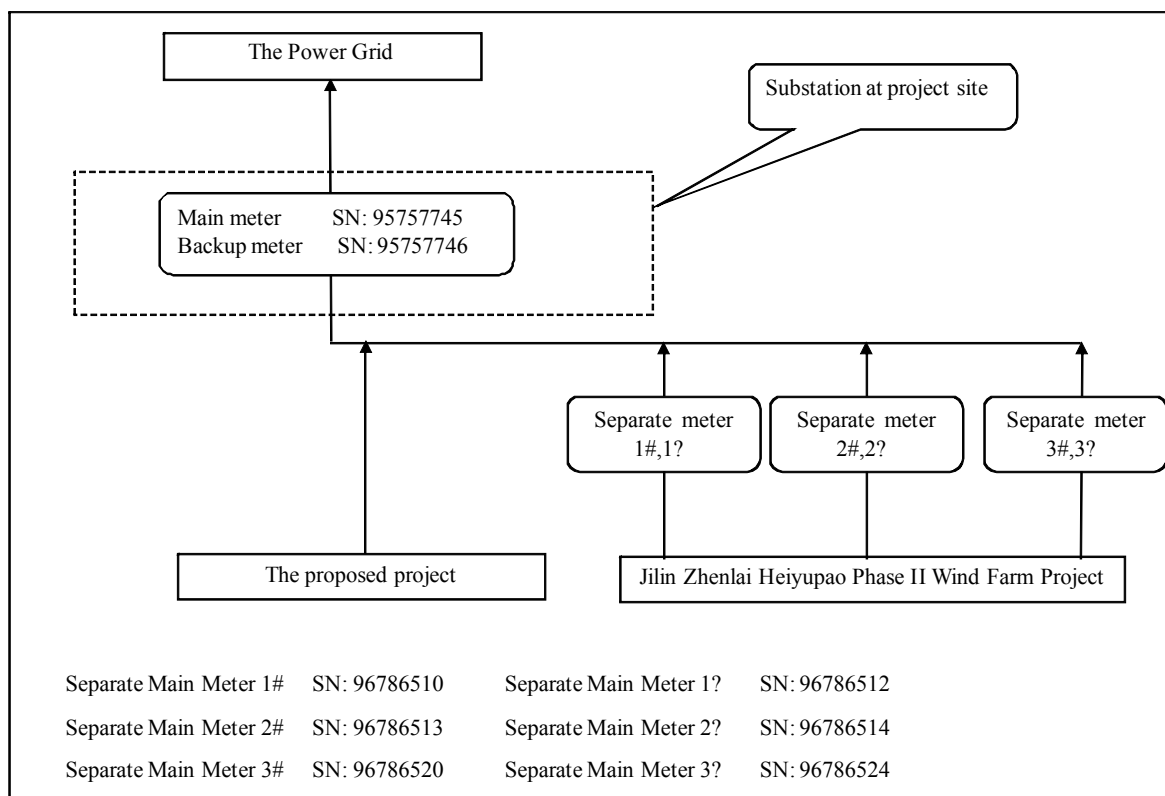 The Power Grid
Substation at project site
Main meter SN: 95757745
Backup meter SN: 95757746
Separate meter
1#,1?
Separate meter
2#,2?
Separate meter
3#,3?
The proposed project
Jilin Zhenlai Heiyupao Phase II Wind Farm Project
Separate Main Meter 1# SN: 96786510 Separate Main Meter 1? SN: 96786512
Separate Main Meter 2# SN: 96786513 Separate Main Meter 2? SN: 96786514
Separate Main Meter 3# SN: 96786520 Separate Main Meter 3? SN: 96786524